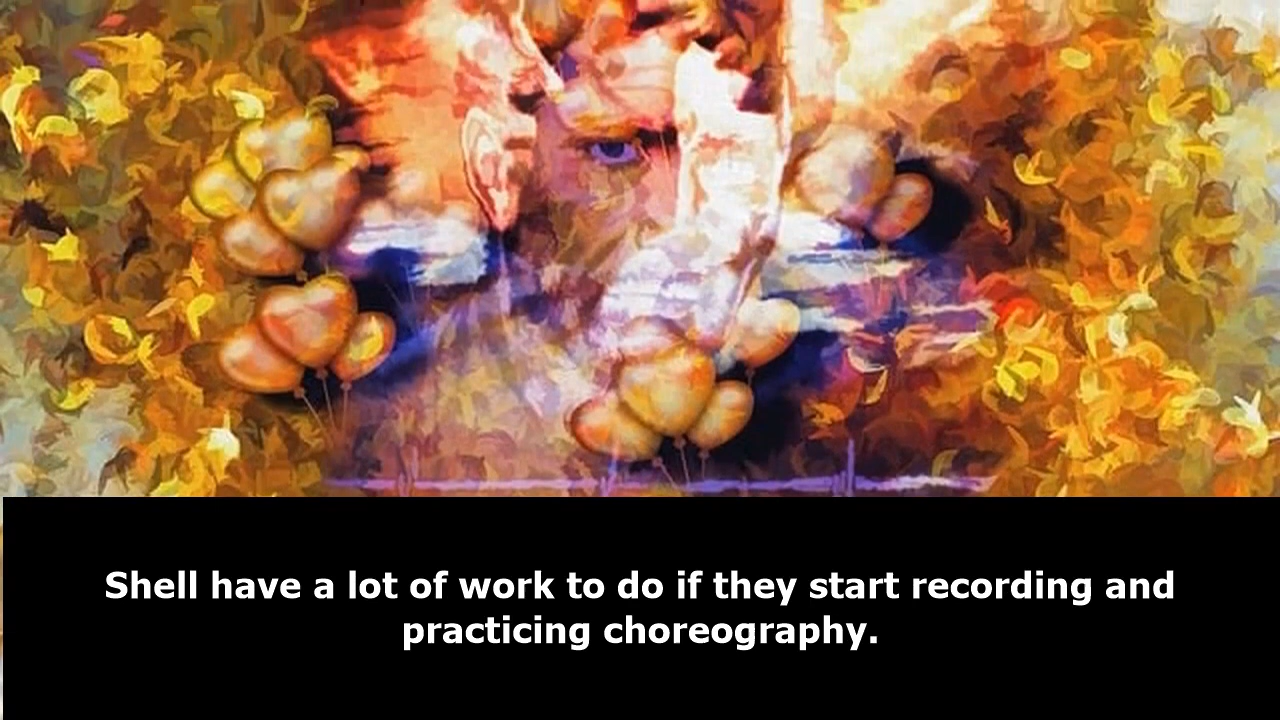 Shell have a lot of work to do if they start recording and
practicing choreography.